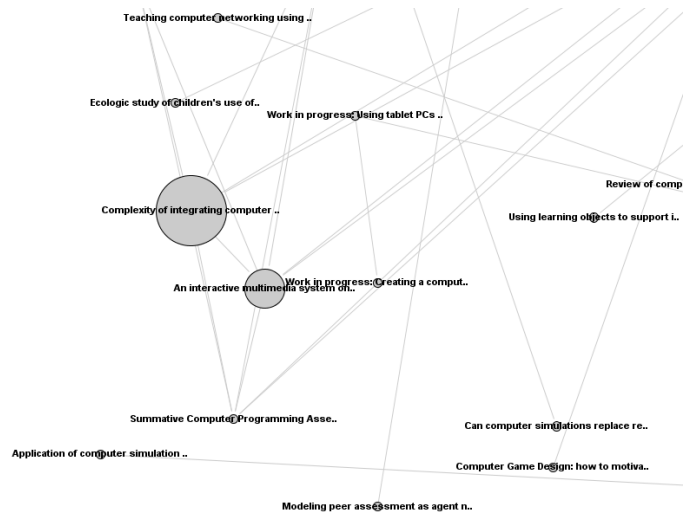 Teaching computer networking using ..
Ecologic study of children's use of..
Work in progress: Using tablet PCs ..
Review of comp
Complexity of integrating computer ..
Using learning objects to support i..
Work in progress: Creating a comput..
An interactive multimedia system on..
Summative Computer Programming Asse..
Can computer simulations replace re..
Application of computer simulation ..
Computer Game Design: how to motiva..
Modeling peer assessment as agent n..